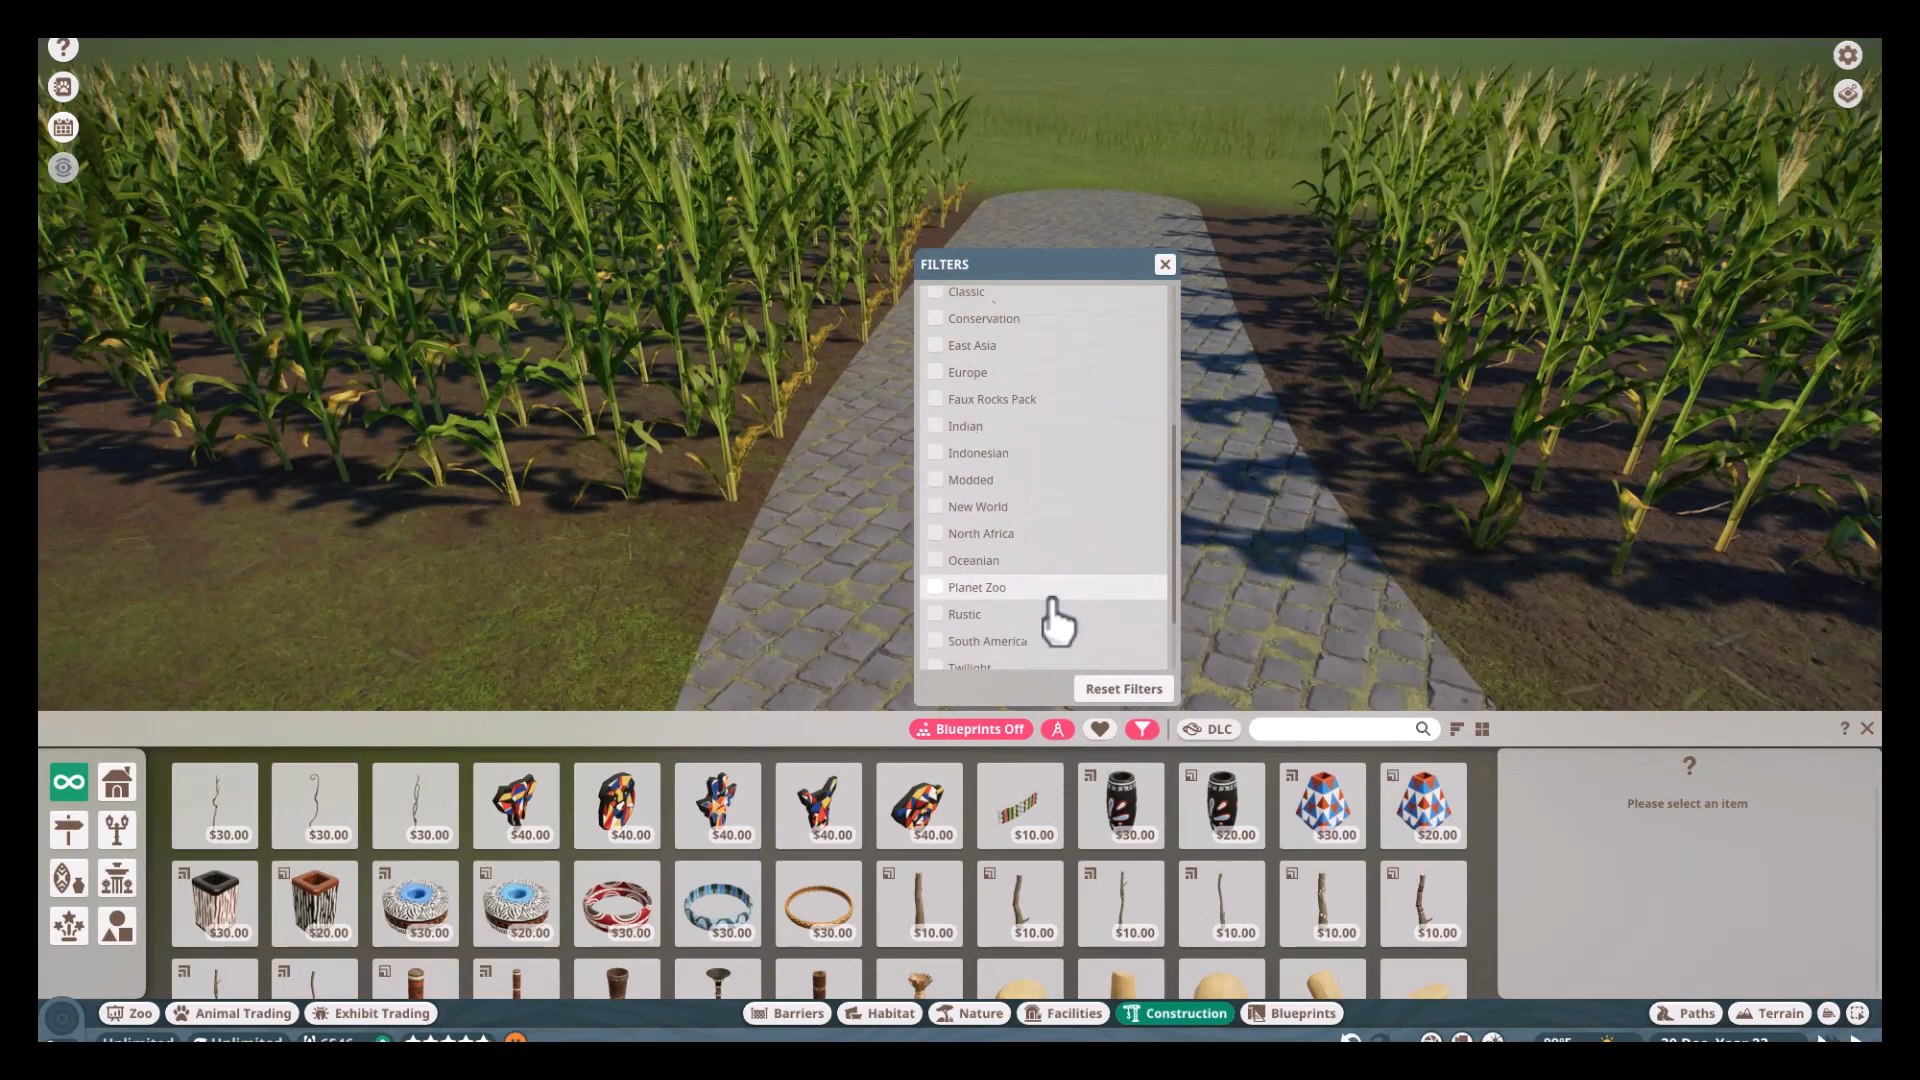 ?
FILTERS
Classic
Conservation
East Asia
Europe
Faux Rocks Pack
Indian
Indonesian
Modded
New World
North Africa
Oceanian
Planet Zoo
Rustic
South America
Twilight
Reset Filters
Blueprints Off
DLC
?
?
Please select an item
$30.00 $30.00 $30.00 $40.00 $40.00 $40.00 $40.00 $40.00 $10.00 $30.00 $20.00 $30.00 $20.00
$30.00 $20.00 $30.00 $20.00 $30.00 $30.00 $30.00 $10.00 $10.00 $10.00 $10.00 $10.00 $10.00
Zoo Animal Trading Exhibit Trading Barriers Habitat Nature Facilities Construction Blueprints Paths Terrain
Unlimited Unlimited